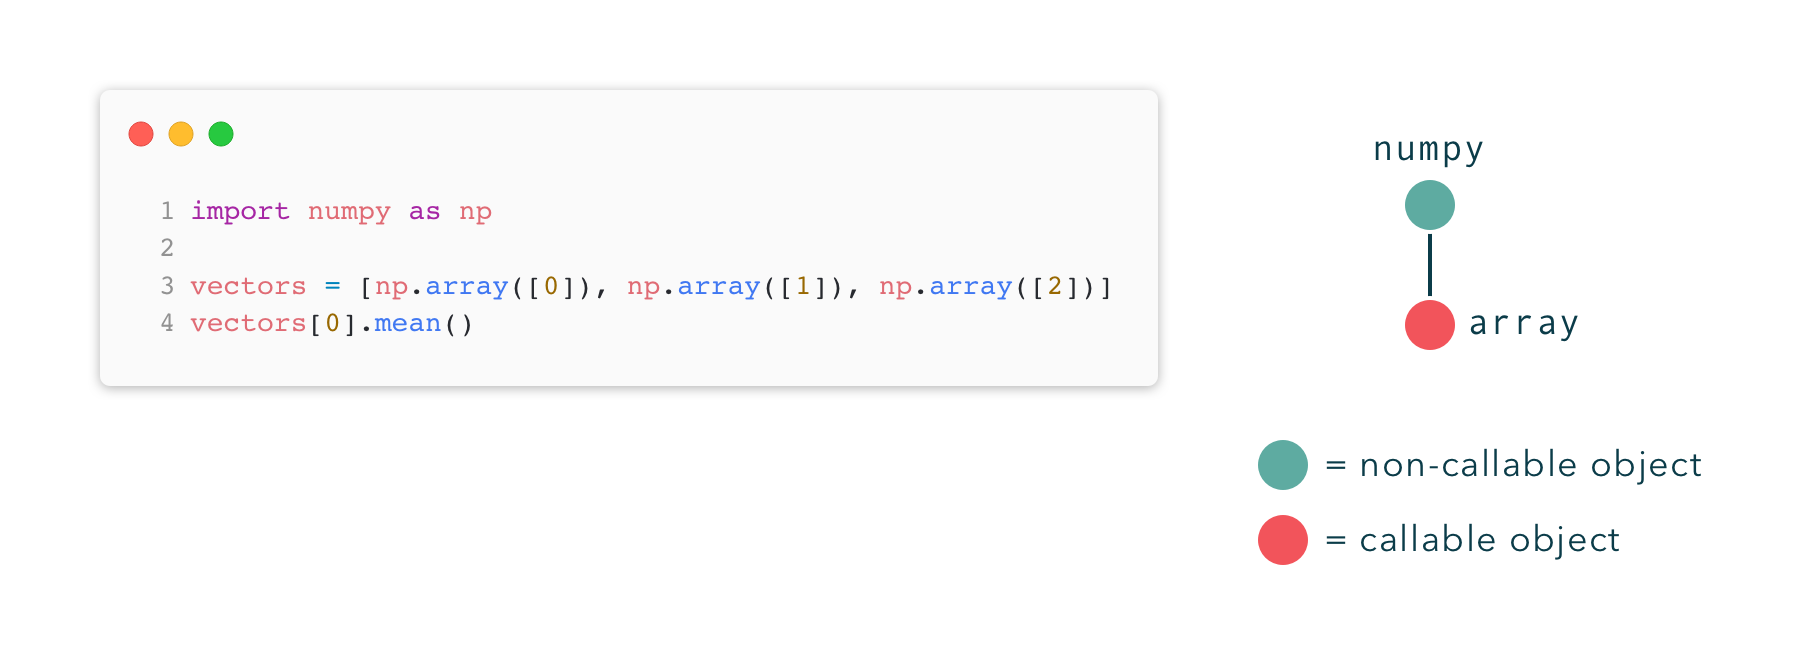 1 import numpy as np
2
3 vectors = [np.array([0]), np.array([1]), np.array([2])]
4 vectors[0].mean()
numpy
array
= non-callable object
= callable object